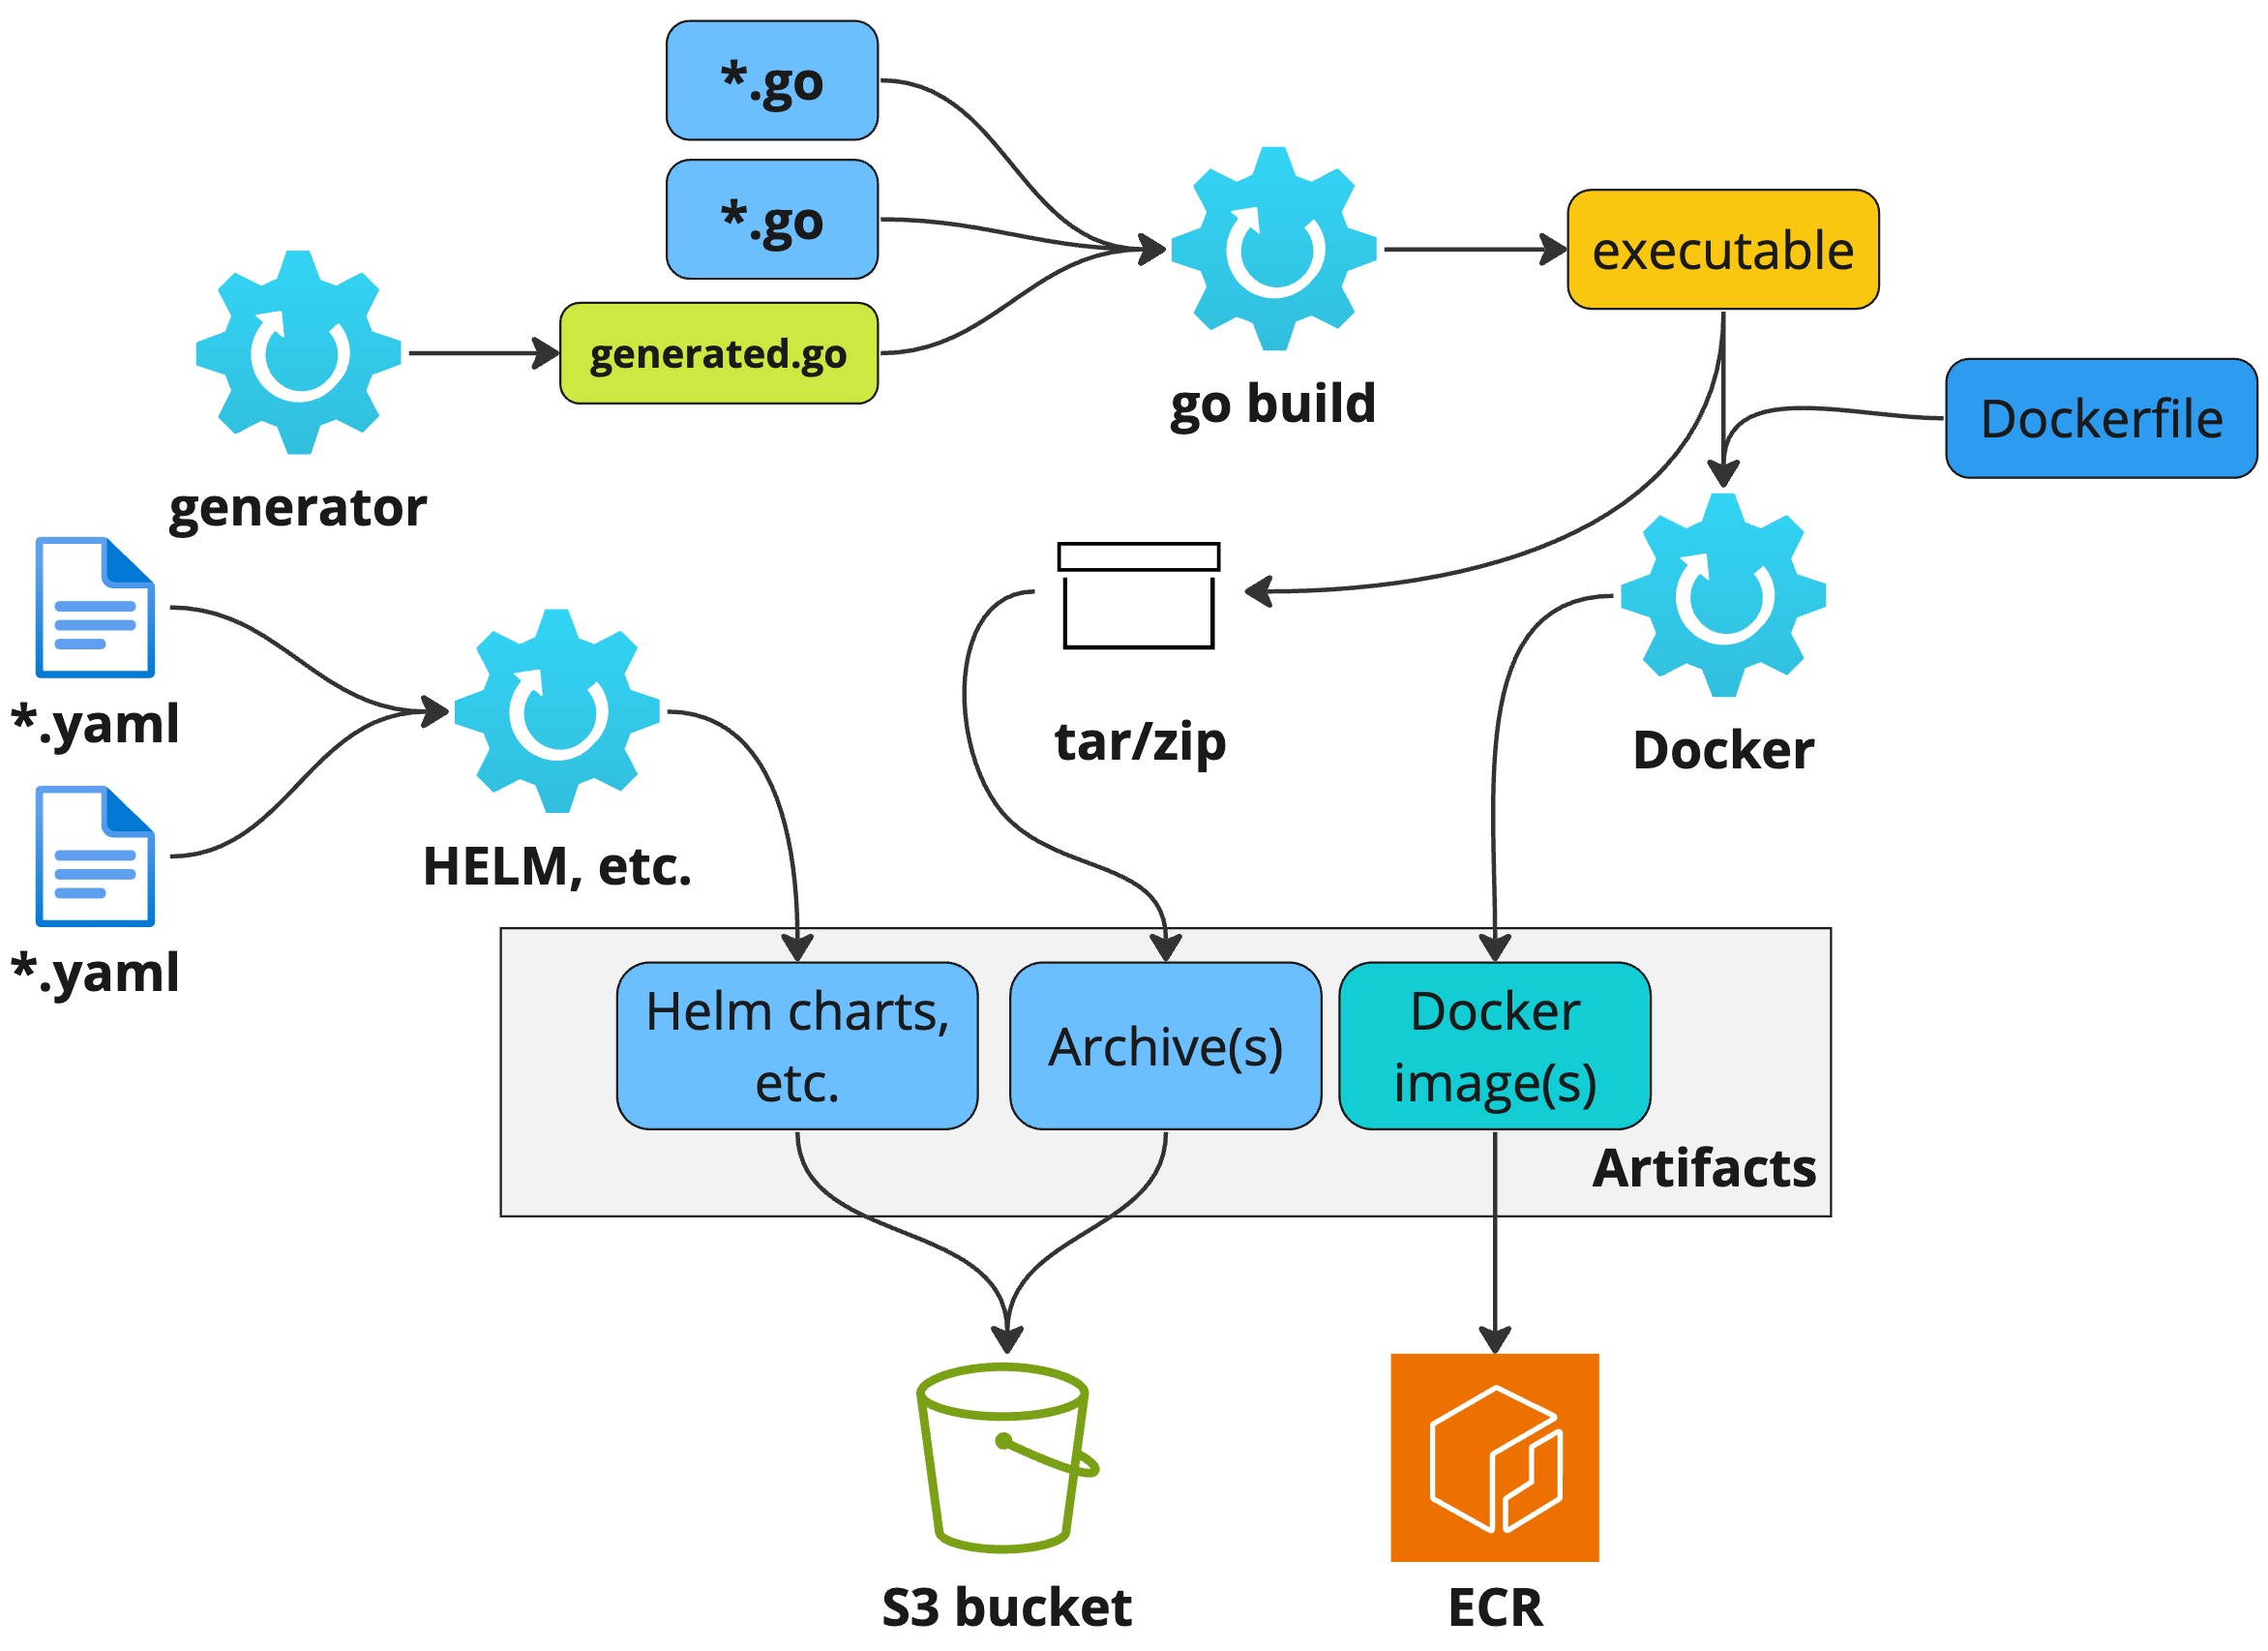 *.go
*.go
generated.go
generator
go build
executable
Dockerfile
*.yaml
*.yaml
HELM, etc.
tar/zip
Docker
Helm charts,
etc.
Archive(s)
Docker
image(s)
Artifacts
S3 bucket
ECR